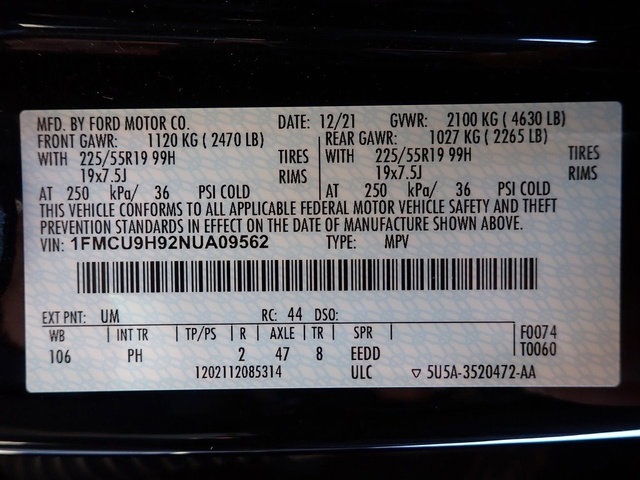 MFD. BY FORD MOTOR CO. DATE: 12/21 GVWR: 2100 KG ( 4630 LB)
FRONT GAWR: 1120 KG ( 2470 LB) REAR GAWR: 1027 KG ( 2265 LB)
WITH 225/55R19 99H TIRES WITH 225/55R19 99H TIRES
19x7.5J RIMS 19x7.5J RIMS
AT 250 kPa/ 36 PSI COLD AT 250 kPa/ 36 PSI COLD
THIS VEHICLE CONFORMS TO ALL APPLICABLE FEDERAL MOTOR VEHICLE SAFETY AND THEFT
PREVENTION STANDARDS IN EFFECT ON THE DATE OF MANUFACTURE SHOWN ABOVE.
VIN: 1FMCU9H92NUA09562 TYPE: MPV
EXT PNT: UM RC: 44 DSO:
WB | INT TR | TP/PS | R | AXLE | TR | SPR F0074
106 PH 2 47 8 EEDD T0060
1202112085314 ULC ▽ 5U5A-3520472-AA